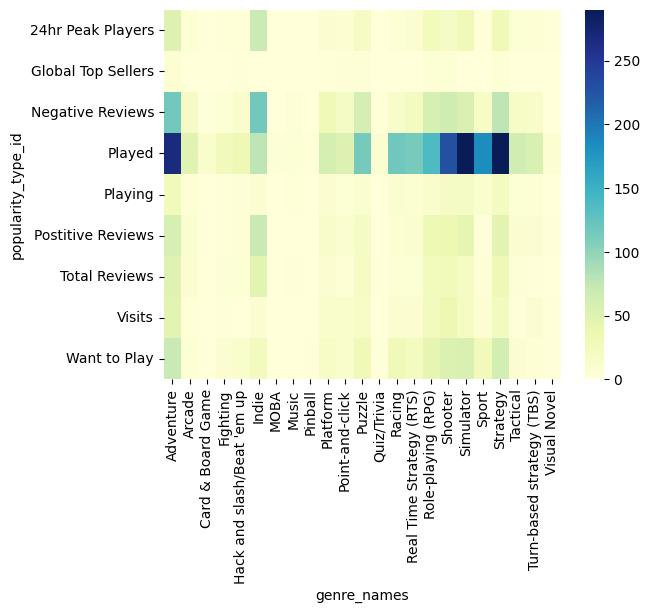 popularity_type_id
24hr Peak Players
Global Top Sellers
Negative Reviews
Played
Playing
Postitive Reviews
Total Reviews
Visits
Want to Play
Adventure
Arcade
Card & Board Game
Fighting
Hack and slash/Beat 'em up
Indie
MOBA
Music
Pinball
Platform
Point-and-click
Puzzle
Quiz/Trivia
Racing
Real Time Strategy (RTS)
Role-playing (RPG)
Shooter
Simulator
Sport
Strategy
Tactical
Turn-based strategy (TBS)
Visual Novel
genre_names
250
200
150
100
50
0